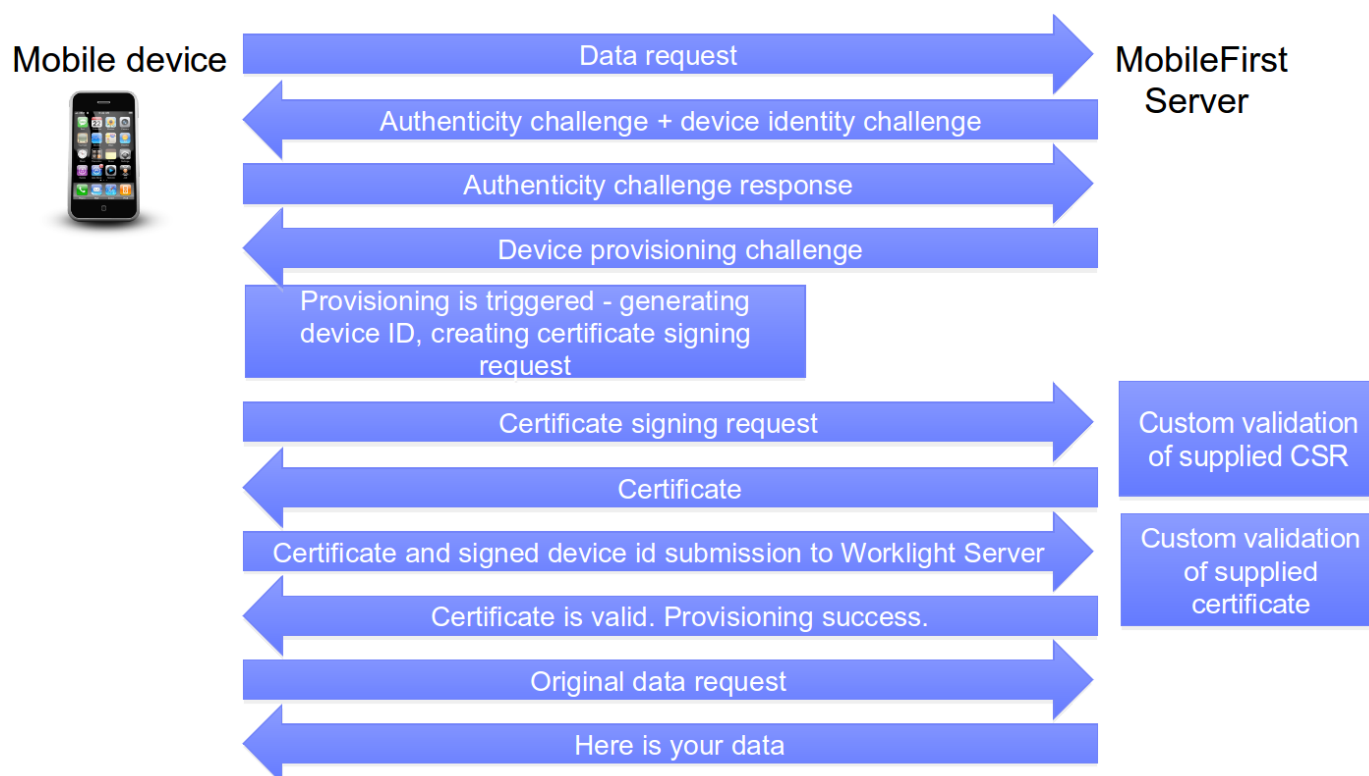 Mobile device
Data request
MobileFirst
Server
Authenticity challenge + device identity challenge
Authenticity challenge response
Device provisioning challenge
Provisioning is triggered - generating
device ID, creating certificate signing
request
Certificate signing request
Custom validation
of supplied CSR
Certificate
Certificate and signed device id submission to Worklight Server
Custom validation
of supplied
certificate
Certificate is valid. Provisioning success.
Original data request
Here is your data